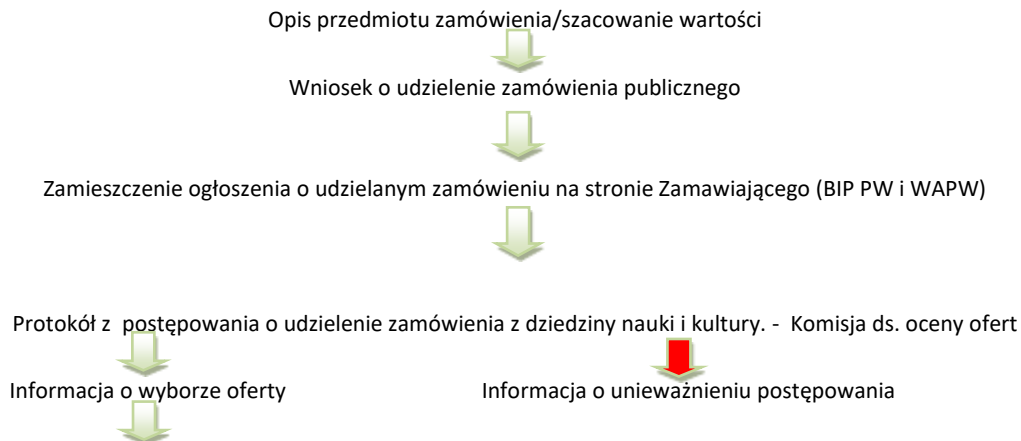 Opis przedmiotu zamówienia/szacowanie wartości
Wniosek o udzielenie zamówienia publicznego
Zamieszczenie ogłoszenia o udzielanym zamówieniu na stronie Zamawiającego (BIP PW i WAPW)
Protokół z postępowania o udzielenie zamówienia z dziedziny nauki i kultury. - Komisja ds. oceny ofert
Informacja o wyborze oferty
Informacja o unieważnieniu postępowania